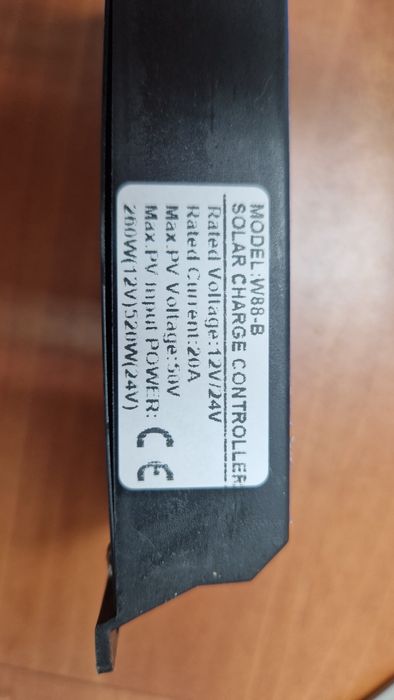 MODEL:W88-B
SOLAR CHARGE CONTROLLER
Rated Voltage:12V/24V
Rated Current:20A
Max.PV Voltage:50V
Max.PV Input POWER:
260W(12V)520W(24V)
CE